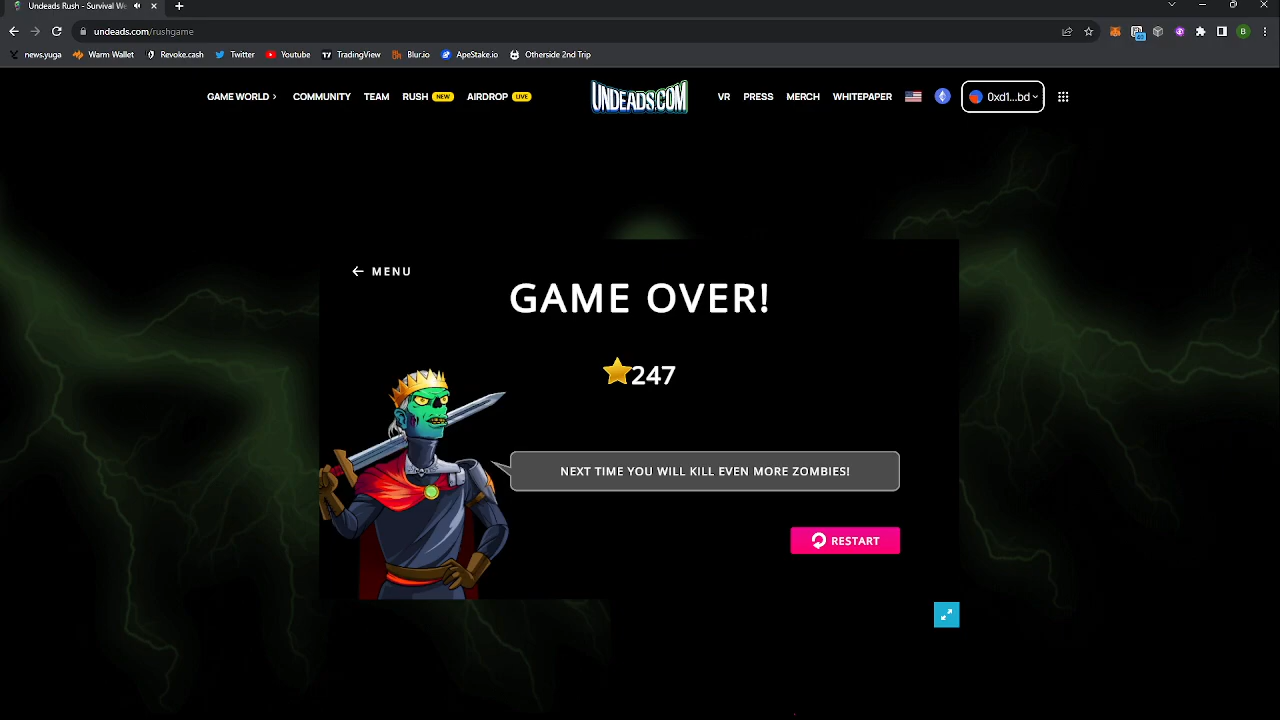 Undeads Rush - Survival We
undeads.com/rushgame
news.yuga
Warm Wallet
Revoke.cash
Twitter
Youtube
TradingView
Blur.io
ApeStake.io
Otherside 2nd Trip
B
GAME WORLD
COMMUNITY
TEAM
RUSH NEW
AIRDROP LIVE
UNDEADS.COM
VR
PRESS
MERCH
WHITEPAPER
0xd1...bd
MENU
GAME OVER!
247
NEXT TIME YOU WILL KILL EVEN MORE ZOMBIES!
RESTART